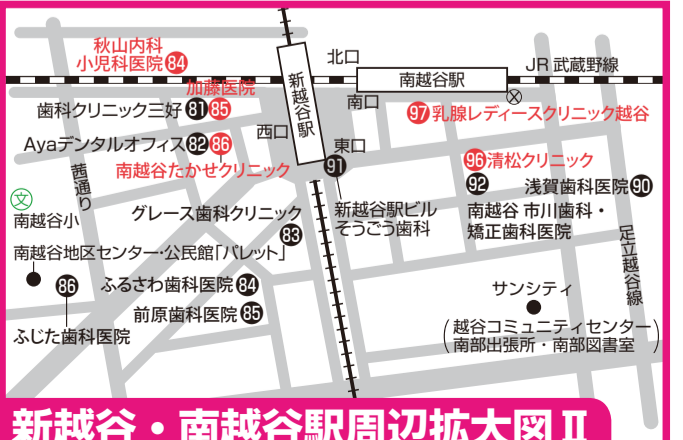 秋山内科
小児科医院 84
北口
新越谷駅
南越谷駅
JR 武蔵野線
加藤医院
歯科クリニック三好 81 85
南口
97 乳腺レディースクリニック越谷
西口
Ayaデンタルオフィス 82 86
東口
南越谷たかせクリニック
91
96 清松クリニック
茜通り
92
浅賀歯科医院 90
文
南越谷小
グレース歯科クリニック
83
新越谷駅ビル
そうごう歯科
南越谷 市川歯科・
矯正歯科医院
足立越谷線
南越谷地区センター・公民館「パレット」
86
ふるさわ歯科医院 84
サンシティ
前原歯科医院 85
ふじた歯科医院
(越谷コミュニティセンター
南部出張所・南部図書室)
新越谷・南越谷駅周辺拡大図Ⅱ